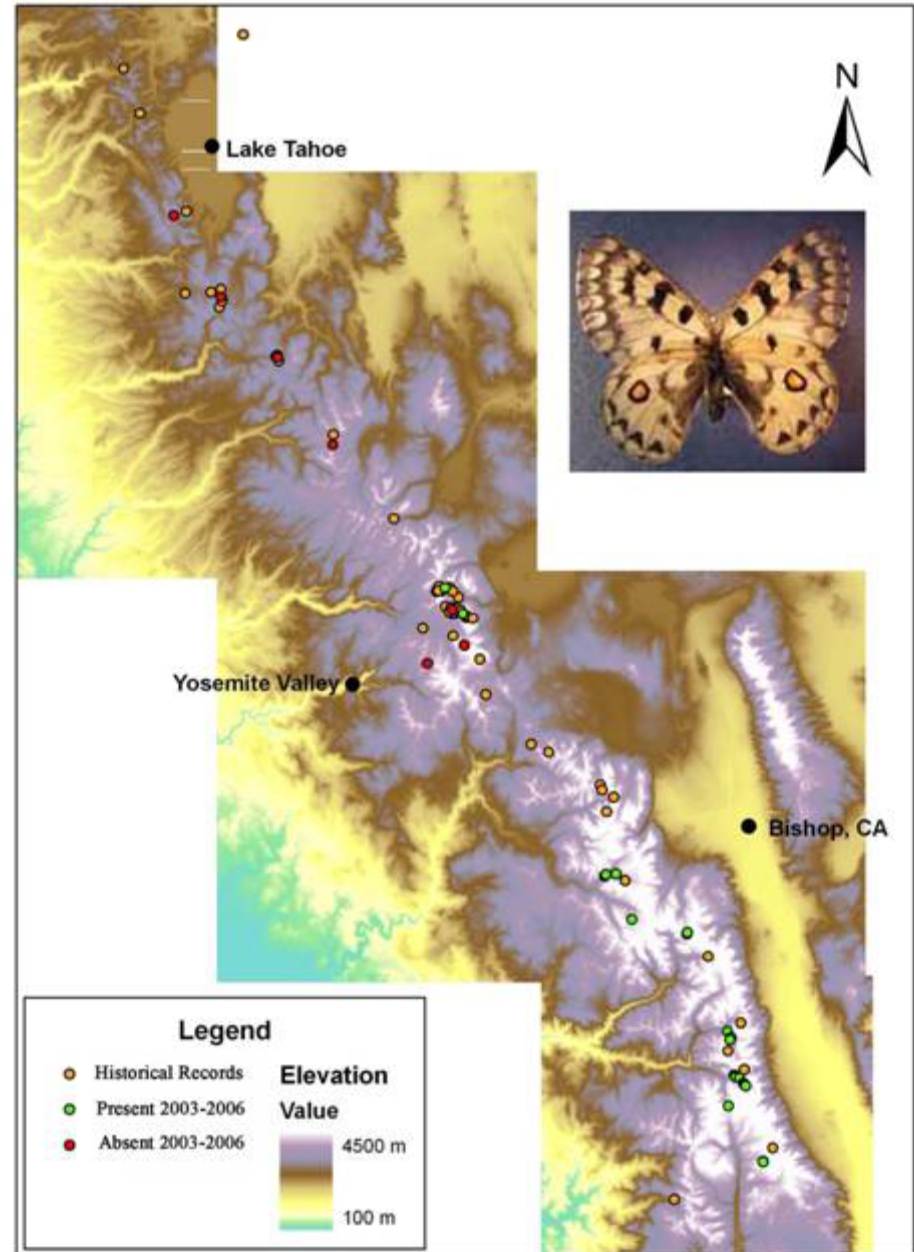 N
Lake Tahoe
Yosemite Valley
Bishop, CA
Legend
Historical Records
Present 2003-2006
Absent 2003-2006
Elevation
Value
4500 m
100 m